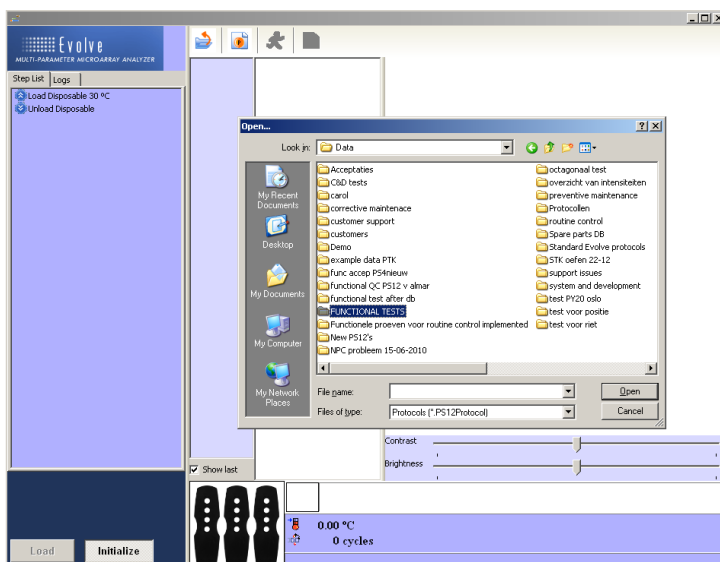 Evolve
MULTI-PARAMETER MICROARRAY ANALYZER
Step List Logs
Load Disposable 30 ºC
Unload Disposable
Open...
Look in: Data
My Recent Documents
Desktop
My Documents
My Computer
My Network Places
Acceptaties
C&D tests
carol
corrective maintenace
customer support
customers
Demo
example data PTK
func accep PS4nieuw
functional QC PS12 v almar
functional test after db
FUNCTIONAL TESTS
Functionele proeven voor routine control implemented
New PS12's
NPC probleem 15-06-2010
octagonaal test
overzicht van intensiteiten
preventive maintenance
Protocollen
routine control
Spare parts DB
Standard Evolve protocols
STK oefen 22-12
support issues
system and development
test PY20 oslo
test voor positie
test voor riet
File name:
Open
Files of type: Protocols (*.PS12Protocol)
Cancel
Contrast
Brightness
Show last
0.00 ºC
0 cycles
Load Initialize